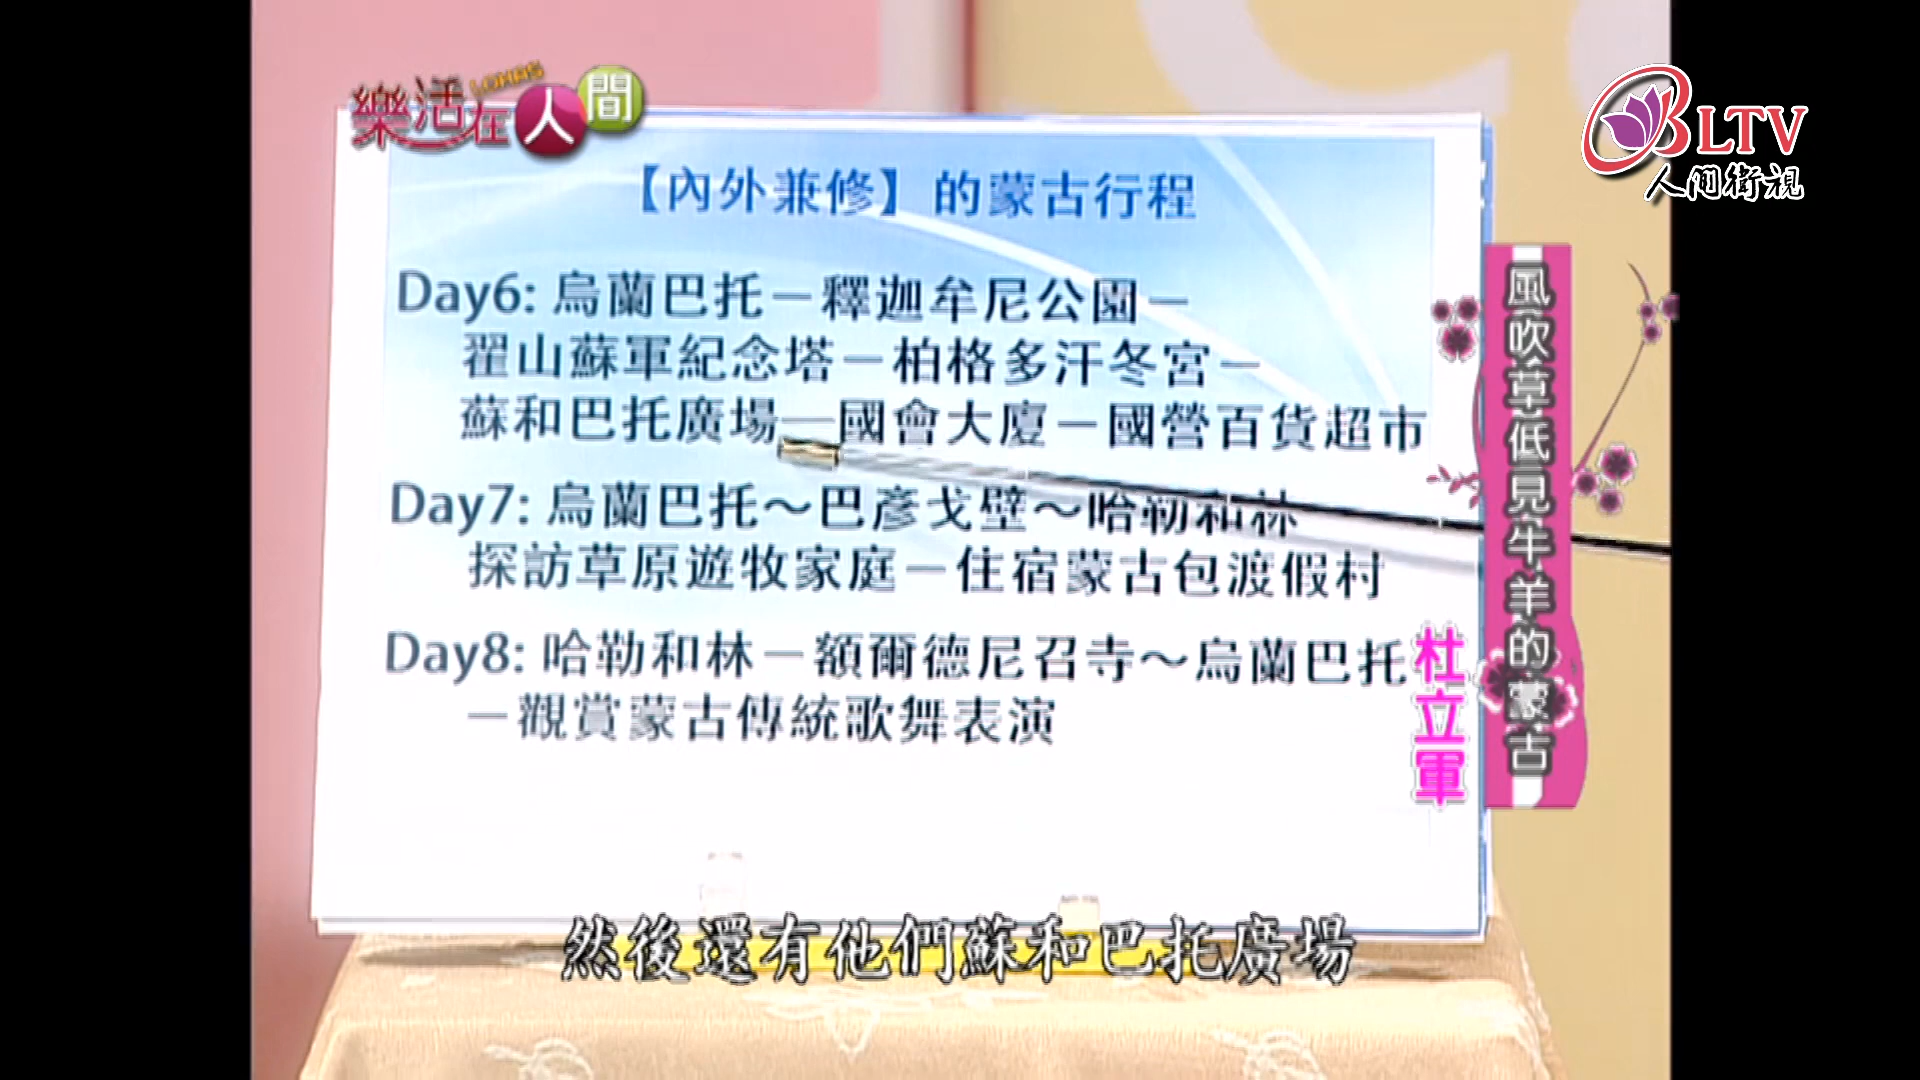 樂活在人間
LOHAS
BLTV
人間衛視
【內外兼修】的蒙古行程
Day6: 烏蘭巴托－釋迦牟尼公園－
翟山蘇軍紀念塔－柏格多汗冬宮－
蘇和巴托廣場－國會大廈－國營百貨超市
Day7: 烏蘭巴托～巴彥戈壁～哈勒和林
探訪草原遊牧家庭－住宿蒙古包渡假村
Day8: 哈勒和林－額爾德尼召寺～烏蘭巴托
－觀賞蒙古傳統歌舞表演
風吹草低見牛羊的蒙古
杜立軍
然後還有他們蘇和巴托廣場